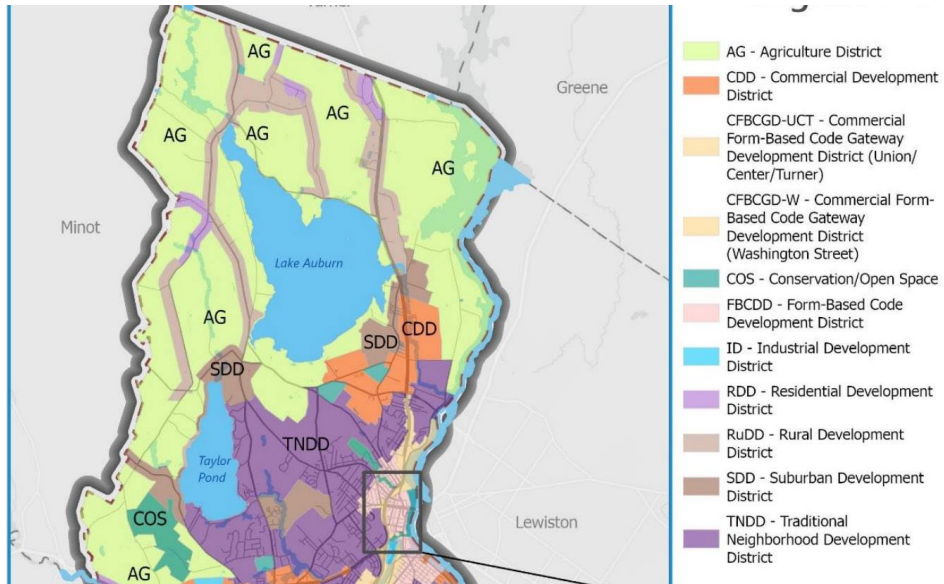 Greene
AG
AG
AG
AG
AG
Minot
Lake Auburn
AG
CDD
SDD
SDD
TNDD
Taylor
Pond
COS
Lewiston
AG
AG - Agriculture District
CDD - Commercial Development
District
CFBCGD-UCT - Commercial
Form-Based Code Gateway
Development District (Union/
Center/Turner)
CFBCGD-W - Commercial Form-
Based Code Gateway
Development District
(Washington Street)
COS - Conservation/Open Space
FBCDD - Form-Based Code
Development District
ID - Industrial Development
District
RDD - Residential Development
District
RuDD - Rural Development
District
SDD - Suburban Development
District
TNDD - Traditional
Neighborhood Development
District